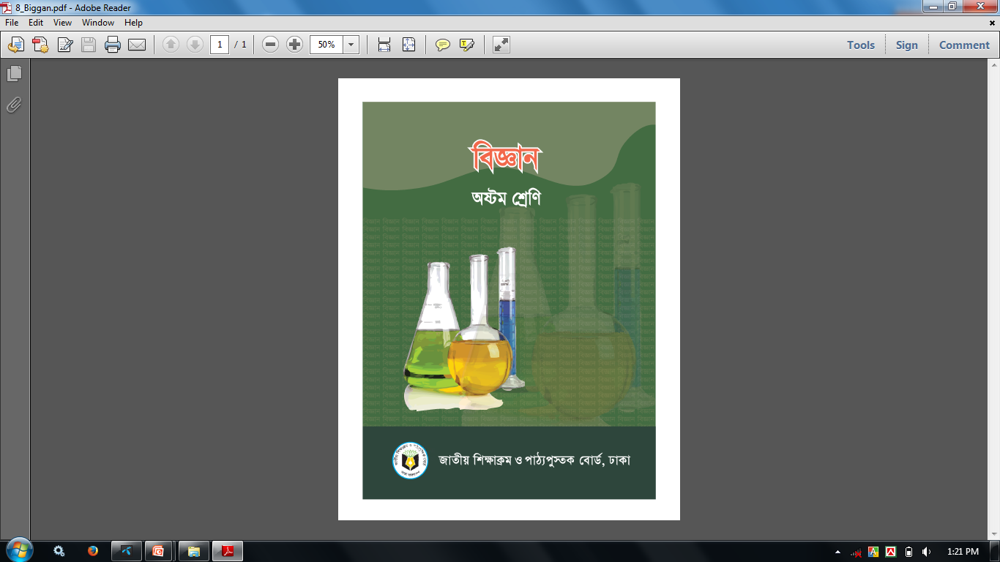 8_Biggan.pdf - Adobe Reader
File Edit View Window Help
1 / 1 50% Tools Sign Comment
বিজ্ঞান
অষ্টম শ্রেণি
জাতীয় শিক্ষাক্রম ও পাঠ্যপুস্তক বোর্ড, ঢাকা
1:21 PM